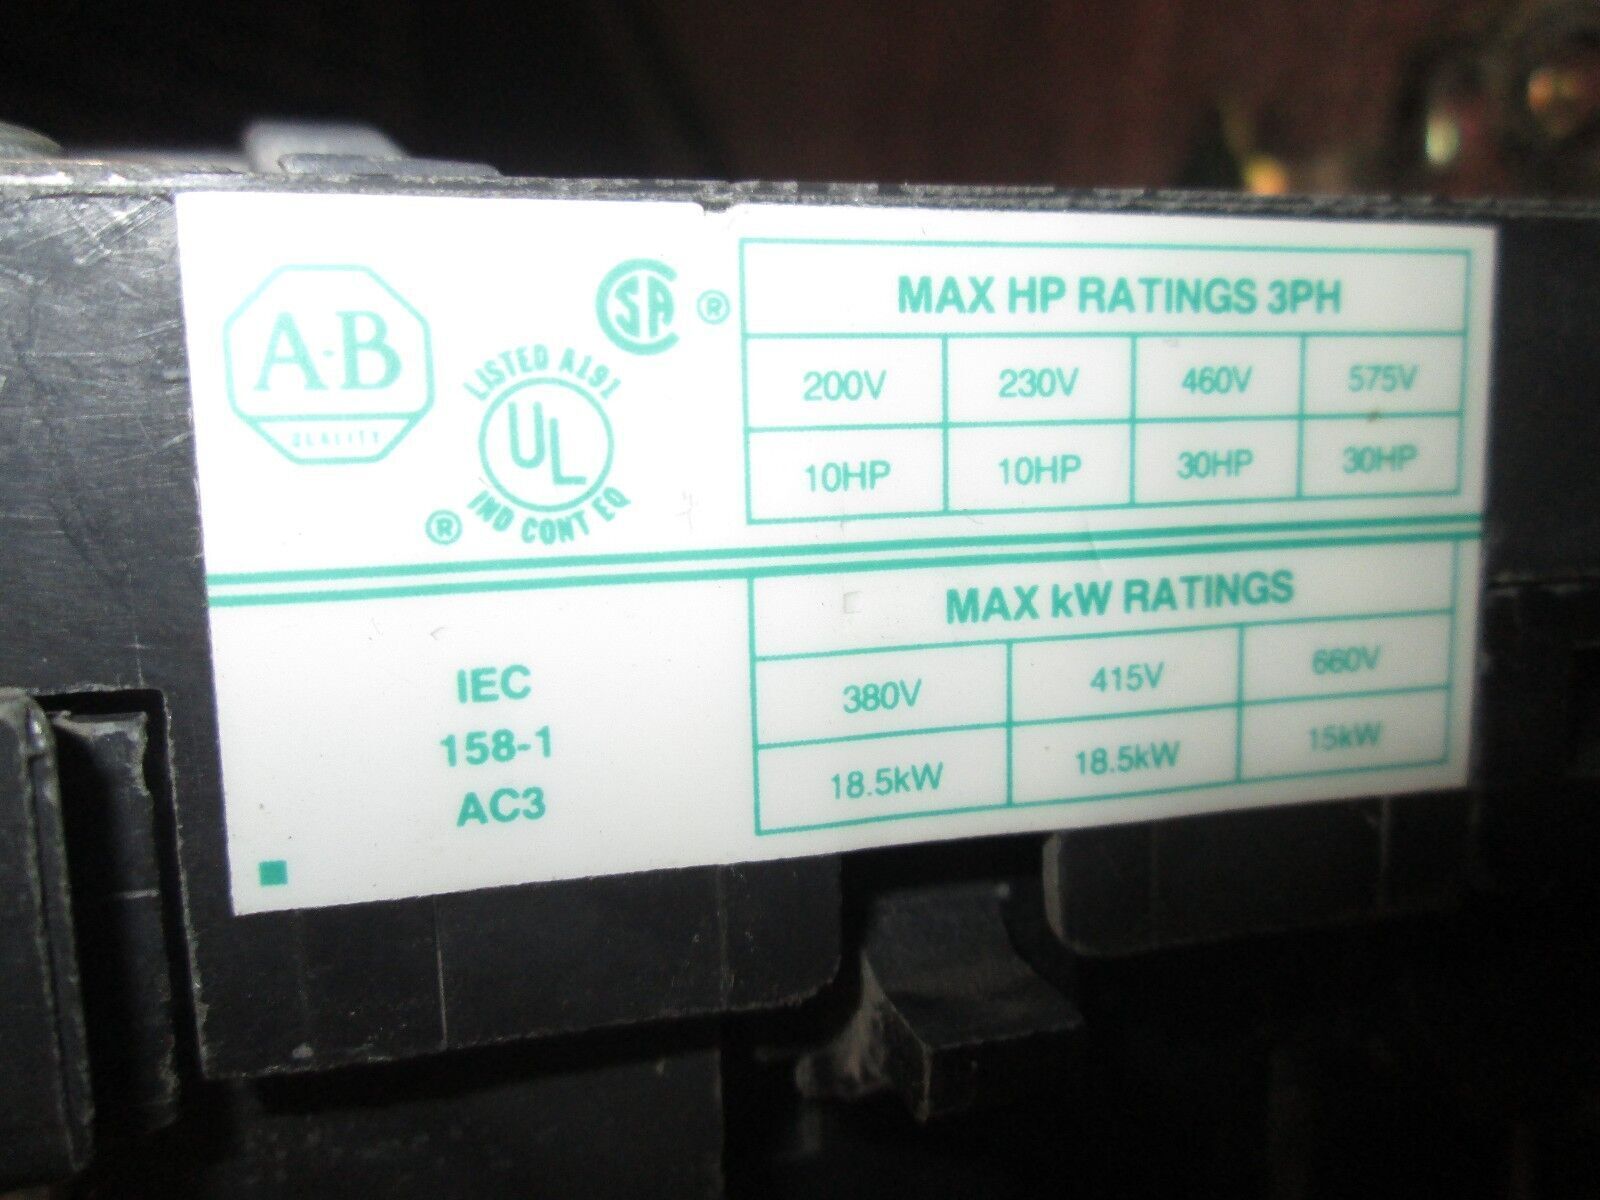 A-B
QUALITY
LISTED A191
UL
IND CONT EQ
®
CSA ®
MAX HP RATINGS 3PH
200V 230V 460V 575V
10HP 10HP 30HP 30HP
IEC
158-1
AC3
MAX kW RATINGS
380V 415V 660V
18.5kW 18.5kW 15kW